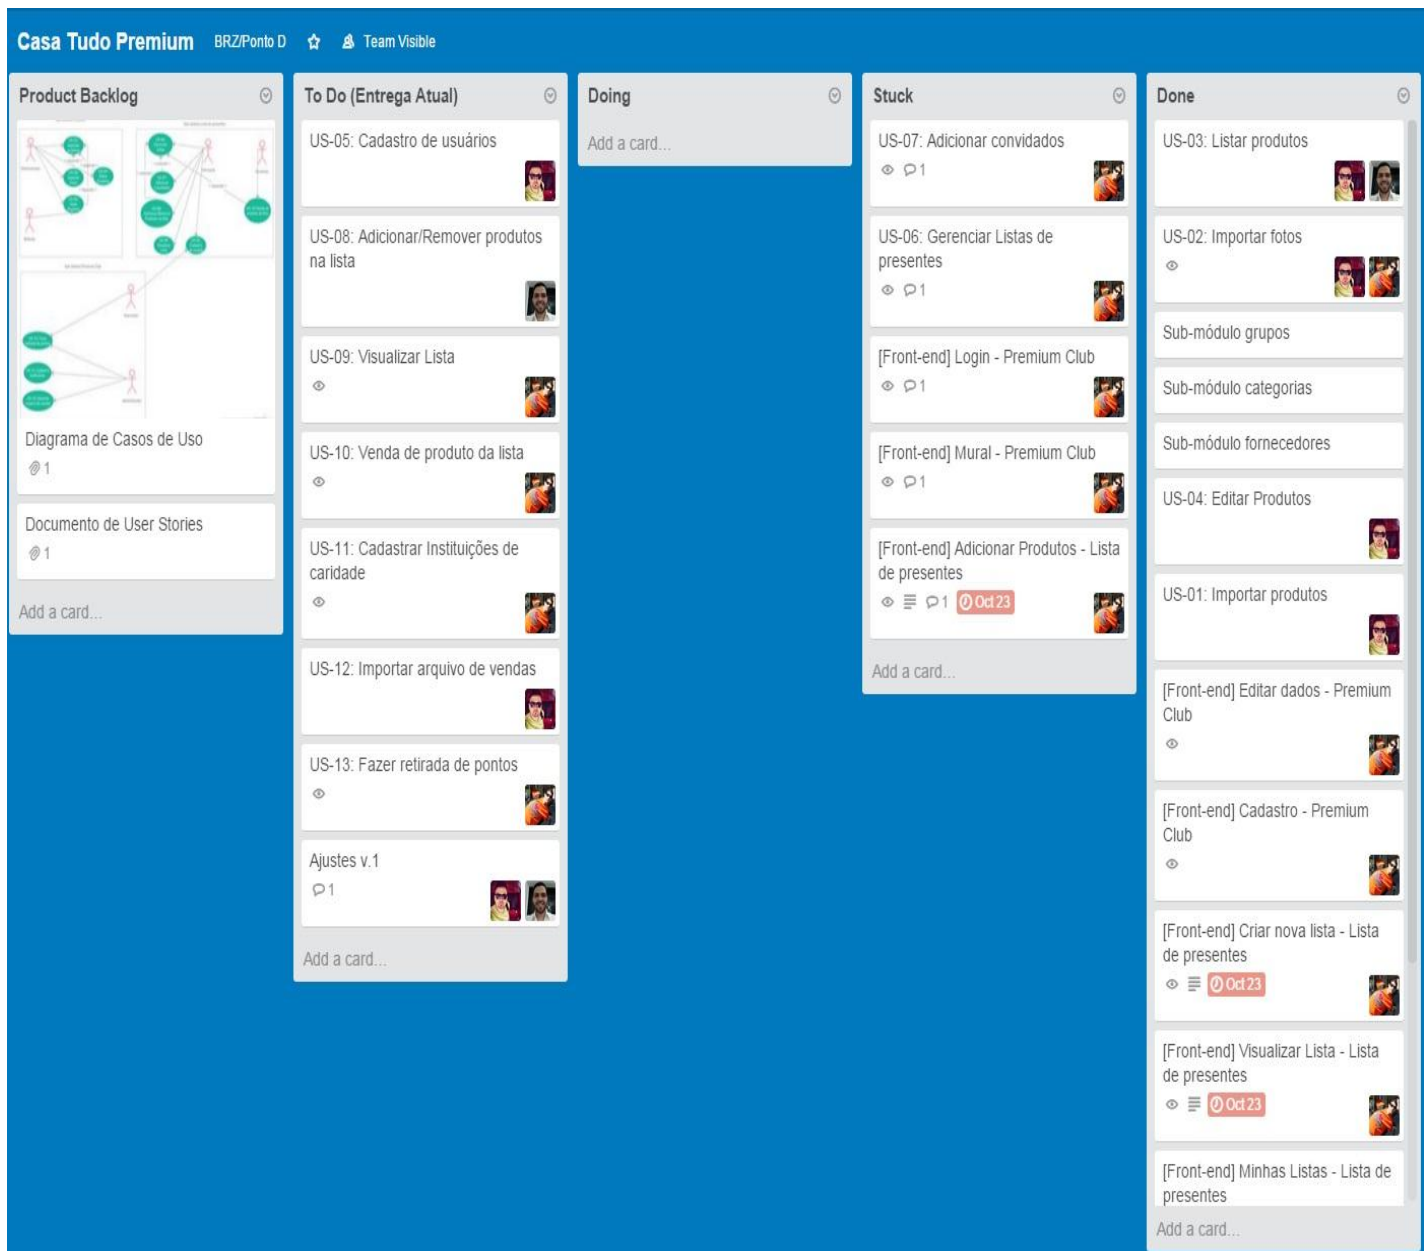 Casa Tudo Premium BRZ/Ponto D Team Visible
Product Backlog
Diagrama de Casos de Uso
1
Documento de User Stories
1
Add a card...
To Do (Entrega Atual)
US-05: Cadastro de usuários
US-08: Adicionar/Remover produtos
na lista
US-09: Visualizar Lista
US-10: Venda de produto da lista
US-11: Cadastrar Instituições de
caridade
US-12: Importar arquivo de vendas
US-13: Fazer retirada de pontos
Ajustes v.1
1
Add a card...
Doing
Add a card...
Stuck
US-07: Adicionar convidados
1
US-06: Gerenciar Listas de
presentes
1
[Front-end] Login - Premium Club
1
[Front-end] Mural - Premium Club
1
[Front-end] Adicionar Produtos - Lista
de presentes
1 Oct 23
Add a card...
Done
US-03: Listar produtos
US-02: Importar fotos
Sub-módulo grupos
Sub-módulo categorias
Sub-módulo fornecedores
US-04: Editar Produtos
US-01: Importar produtos
[Front-end] Editar dados - Premium
Club
[Front-end] Cadastro - Premium
Club
[Front-end] Criar nova lista - Lista
de presentes
Oct 23
[Front-end] Visualizar Lista - Lista
de presentes
Oct 23
[Front-end] Minhas Listas - Lista de
presentes
Add a card...